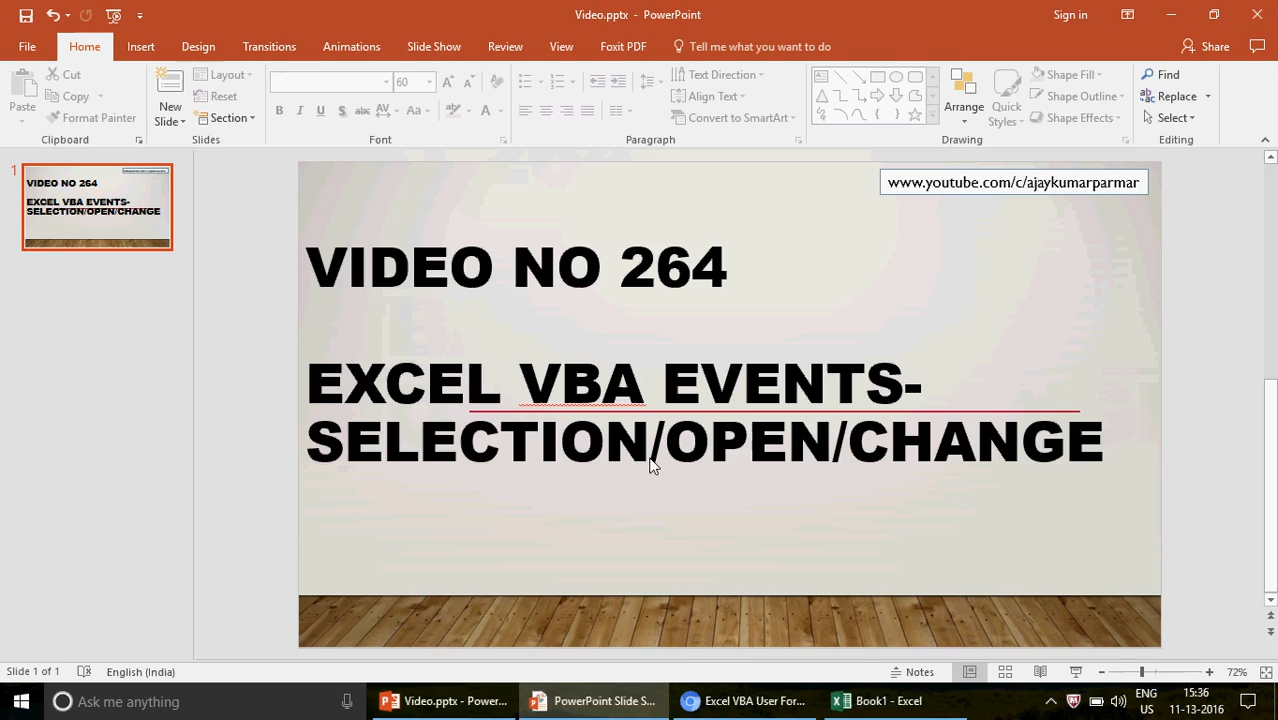 Video.pptx - PowerPoint
Sign in
File Home Insert Design Transitions Animations Slide Show Review View Foxit PDF Tell me what you want to do Share
Paste
Cut
Copy
Format Painter
Clipboard
New Slide
Layout
Reset
Section
Slides
60
Font
Text Direction
Align Text
Convert to SmartArt
Paragraph
Arrange
Quick Styles
Shape Fill
Shape Outline
Shape Effects
Drawing
Find
Replace
Select
Editing
1
VIDEO NO 264
EXCEL VBA EVENTS-
SELECTION/OPEN/CHANGE
www.youtube.com/c/ajaykumarparmar
VIDEO NO 264
EXCEL VBA EVENTS-
SELECTION/OPEN/CHANGE
Slide 1 of 1 English (India) Notes 72%
Ask me anything
Video.pptx - Power...
PowerPoint Slide S...
Excel VBA User For...
Book1 - Excel
ENG
US
15:36
11-13-2016